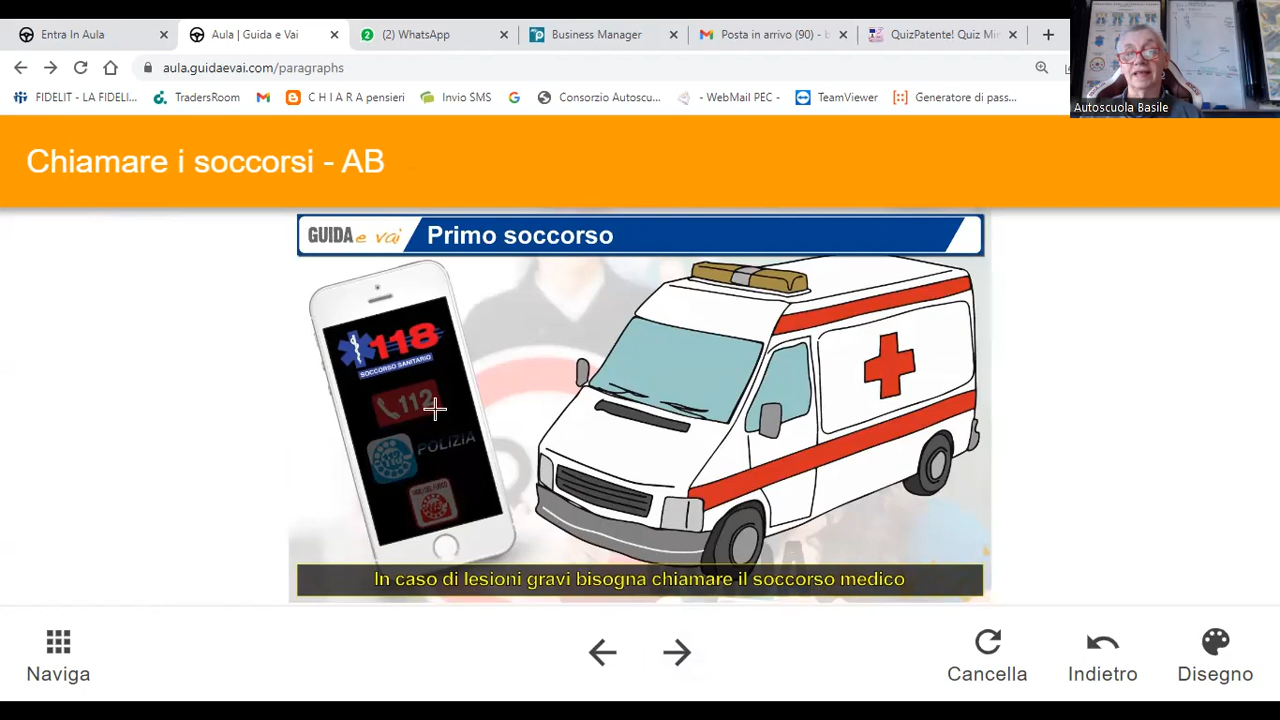 Entra In Aula
Aula | Guida e Vai
(2) WhatsApp
Business Manager
Posta in arrivo (90) - b
QuizPatente! Quiz Min
aula.guidaevai.com/paragraphs
FIDELIT - LA FIDELI...
TradersRoom
C H I A R A pensieri
Invio SMS
Consorzio Autoscu...
- WebMail PEC -
TeamViewer
Generatore di pass...
Autoscuola Basile
Chiamare i soccorsi - AB
GUIDA e vai
Primo soccorso
118
SOCCORSO SANITARIO
112
POLIZIA
In caso di lesioni gravi bisogna chiamare il soccorso medico
Naviga
Cancella
Indietro
Disegno